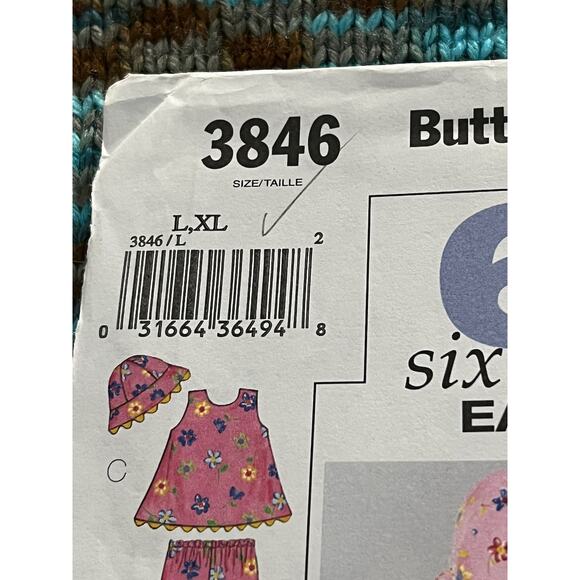 3846 Butt
SIZE/TAILLE
L,XL
3846/L 2
0 31664 36494 8
6
six
EA
C